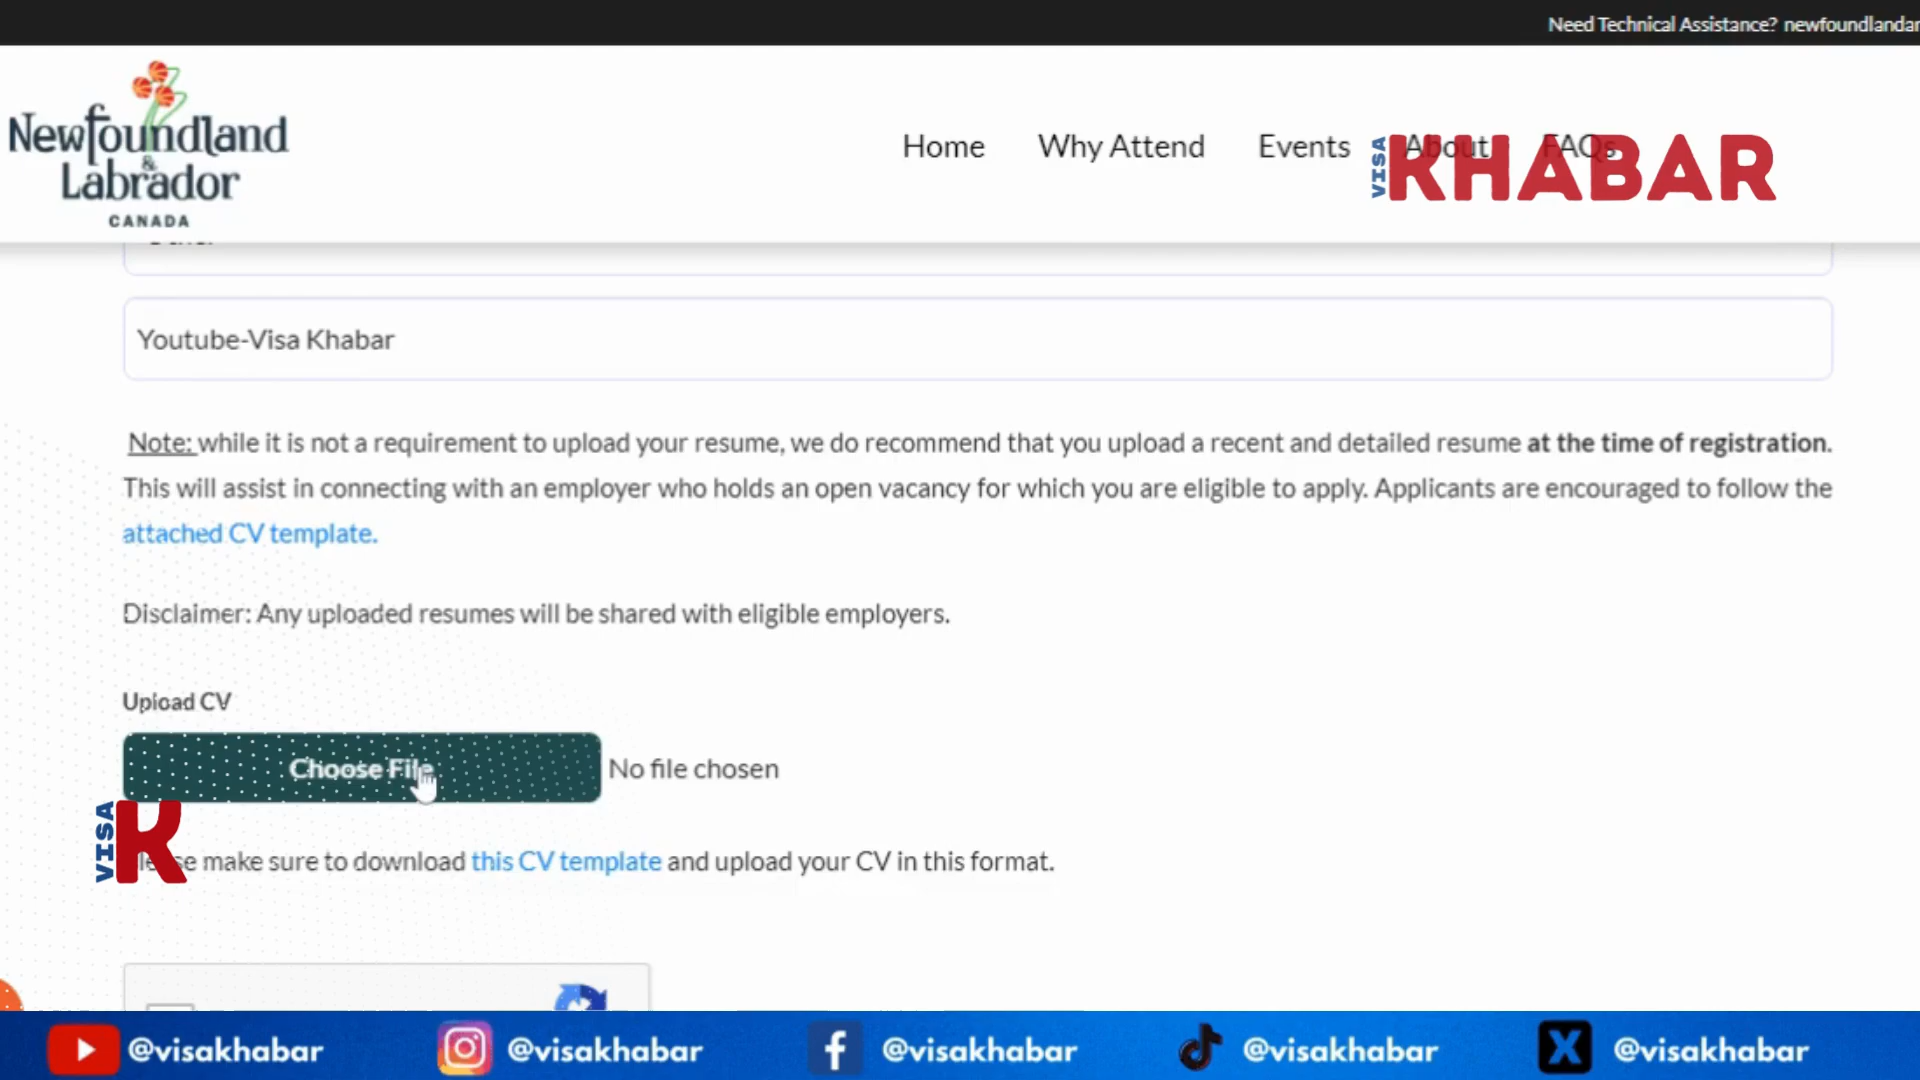 Need Technical Assistance?
Newfoundland
&
Labrador
CANADA
Home
Why Attend
Events
About
FAQs
VISA
KHABAR
Youtube-Visa Khabar
Note: while it is not a requirement to upload your resume, we do recommend that you upload a recent and detailed resume at the time of registration.
This will assist in connecting with an employer who holds an open vacancy for which you are eligible to apply. Applicants are encouraged to follow the
attached CV template.
Disclaimer: Any uploaded resumes will be shared with eligible employers.
Upload CV
Choose File
No file chosen
VISA
K
make sure to download this CV template and upload your CV in this format.
@visakhabar
@visakhabar
@visakhabar
@visakhabar
@visakhabar